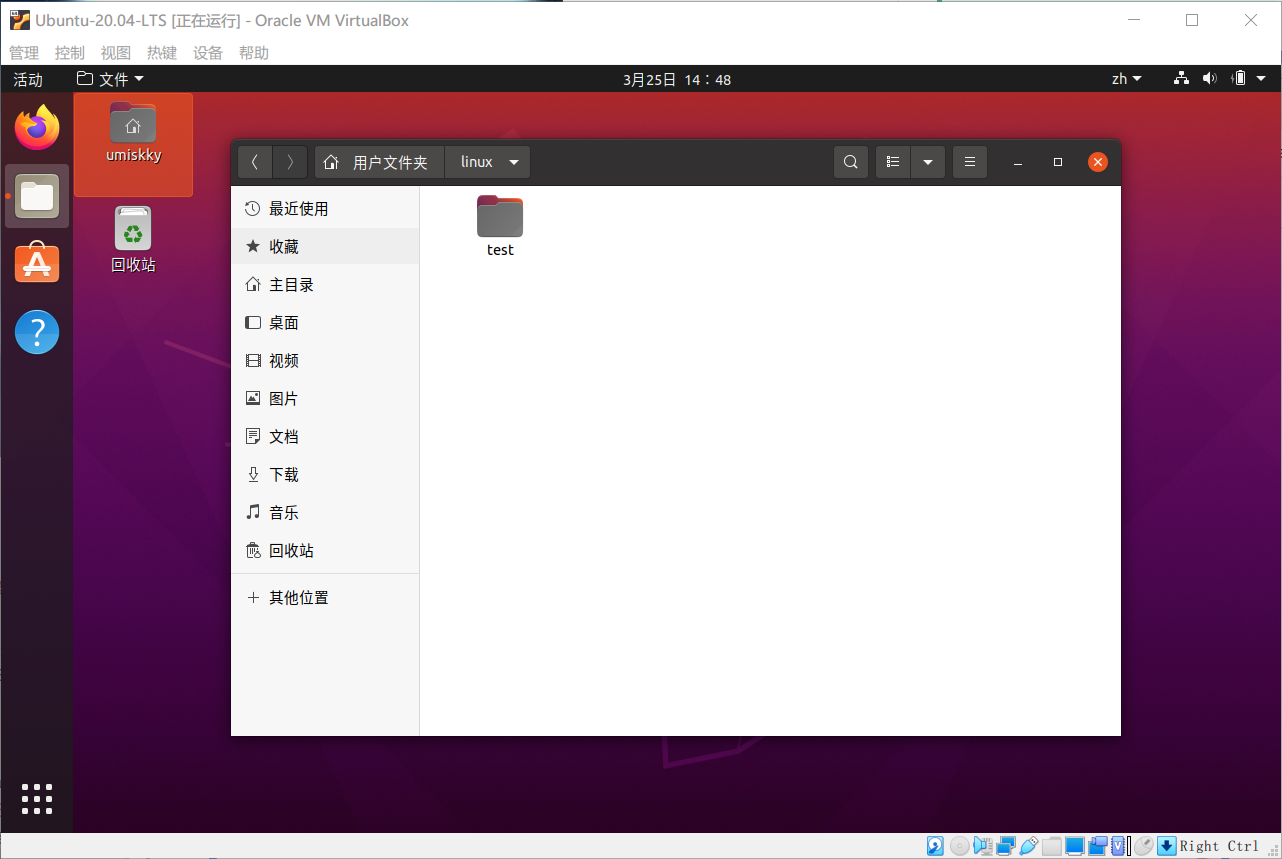 Ubuntu-20.04-LTS [正在运行] - Oracle VM VirtualBox
管理 控制 视图 热键 设备 帮助
活动 文件 3月25日 14：48 zh
umiskky
回收站
用户文件夹 linux
最近使用
收藏
主目录
桌面
视频
图片
文档
下载
音乐
回收站
其他位置
test
Right Ctrl